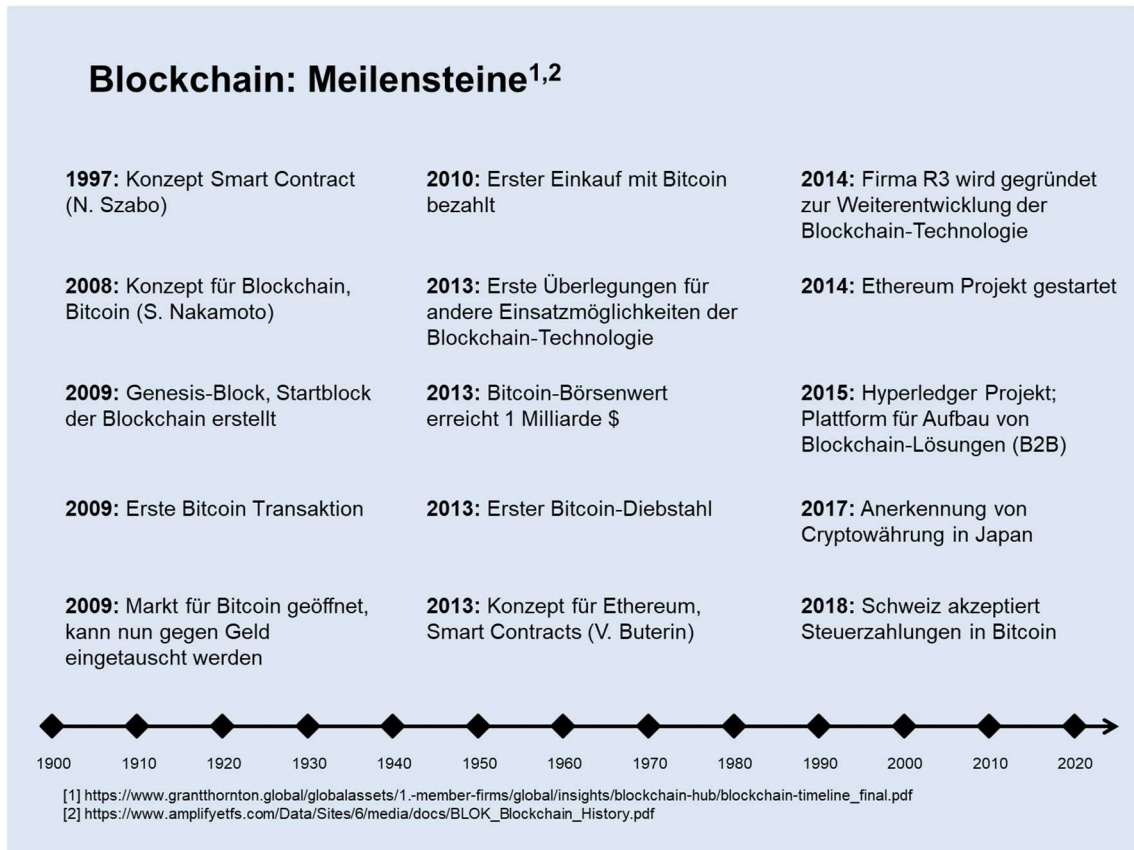 Blockchain: Meilensteine1,2
1997: Konzept Smart Contract
(N. Szabo)
2008: Konzept für Blockchain,
Bitcoin (S. Nakamoto)
2009: Genesis-Block, Startblock
der Blockchain erstellt
2009: Erste Bitcoin Transaktion
2009: Markt für Bitcoin geöffnet,
kann nun gegen Geld
eingetauscht werden
2010: Erster Einkauf mit Bitcoin
bezahlt
2013: Erste Überlegungen für
andere Einsatzmöglichkeiten der
Blockchain-Technologie
2013: Bitcoin-Börsenwert
erreicht 1 Milliarde $
2013: Erster Bitcoin-Diebstahl
2013: Konzept für Ethereum,
Smart Contracts (V. Buterin)
2014: Firma R3 wird gegründet
zur Weiterentwicklung der
Blockchain-Technologie
2014: Ethereum Projekt gestartet
2015: Hyperledger Projekt;
Plattform für Aufbau von
Blockchain-Lösungen (B2B)
2017: Anerkennung von
Cryptowährung in Japan
2018: Schweiz akzeptiert
Steuerzahlungen in Bitcoin
1900 1910 1920 1930 1940 1950 1960 1970 1980 1990 2000 2010 2020
[1] https://www.grantthornton.global/globalassets/1.-member-firms/global/insights/blockchain-hub/blockchain-timeline_final.pdf
[2] https://www.amplifyetfs.com/Data/Sites/6/media/docs/BLOK_Blockchain_History.pdf